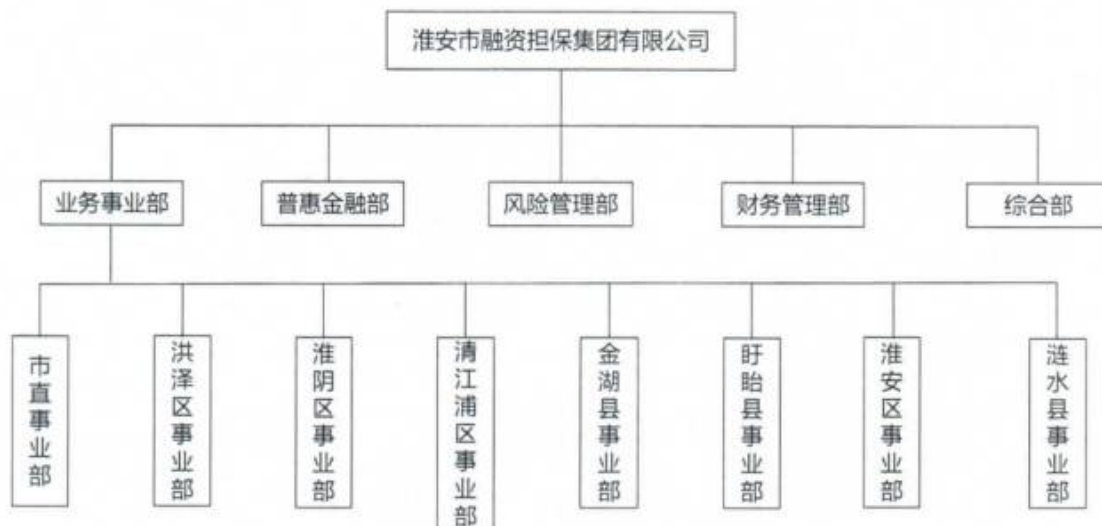 淮安市融资担保集团有限公司
业务事业部
普惠金融部
风险管理部
财务管理部
综合部
市直事业部
洪泽区事业部
淮阴区事业部
清江浦区事业部
金湖县事业部
盱眙县事业部
淮安区事业部
涟水县事业部